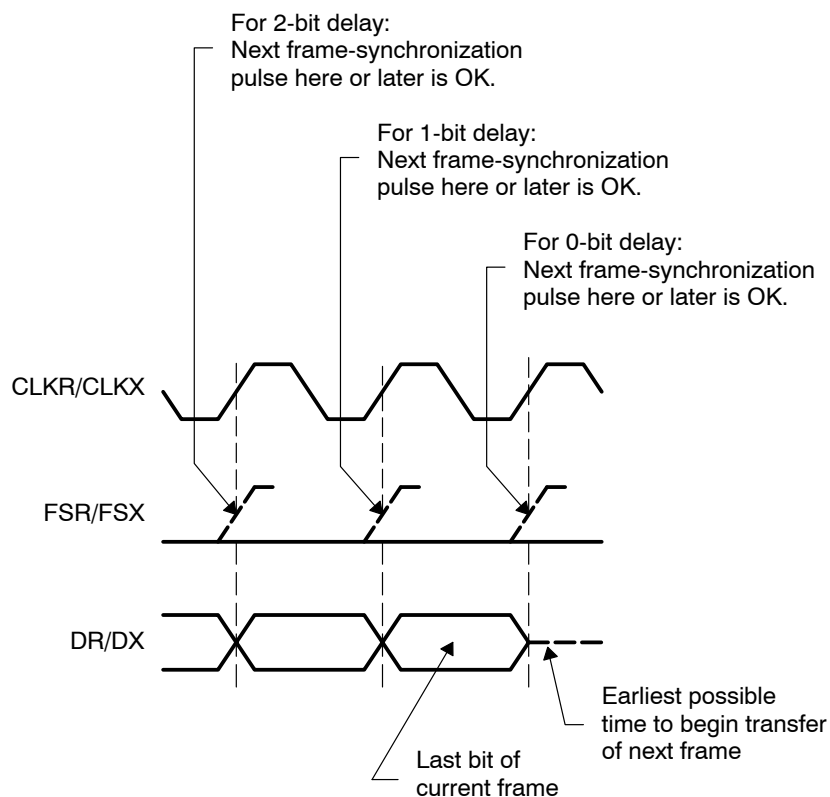 For 2-bit delay:
Next frame-synchronization
pulse here or later is OK.
For 1-bit delay:
Next frame-synchronization
pulse here or later is OK.
For 0-bit delay:
Next frame-synchronization
pulse here or later is OK.
CLKR/CLKX
FSR/FSX
DR/DX
Earliest possible
time to begin transfer
of next frame
Last bit of
current frame